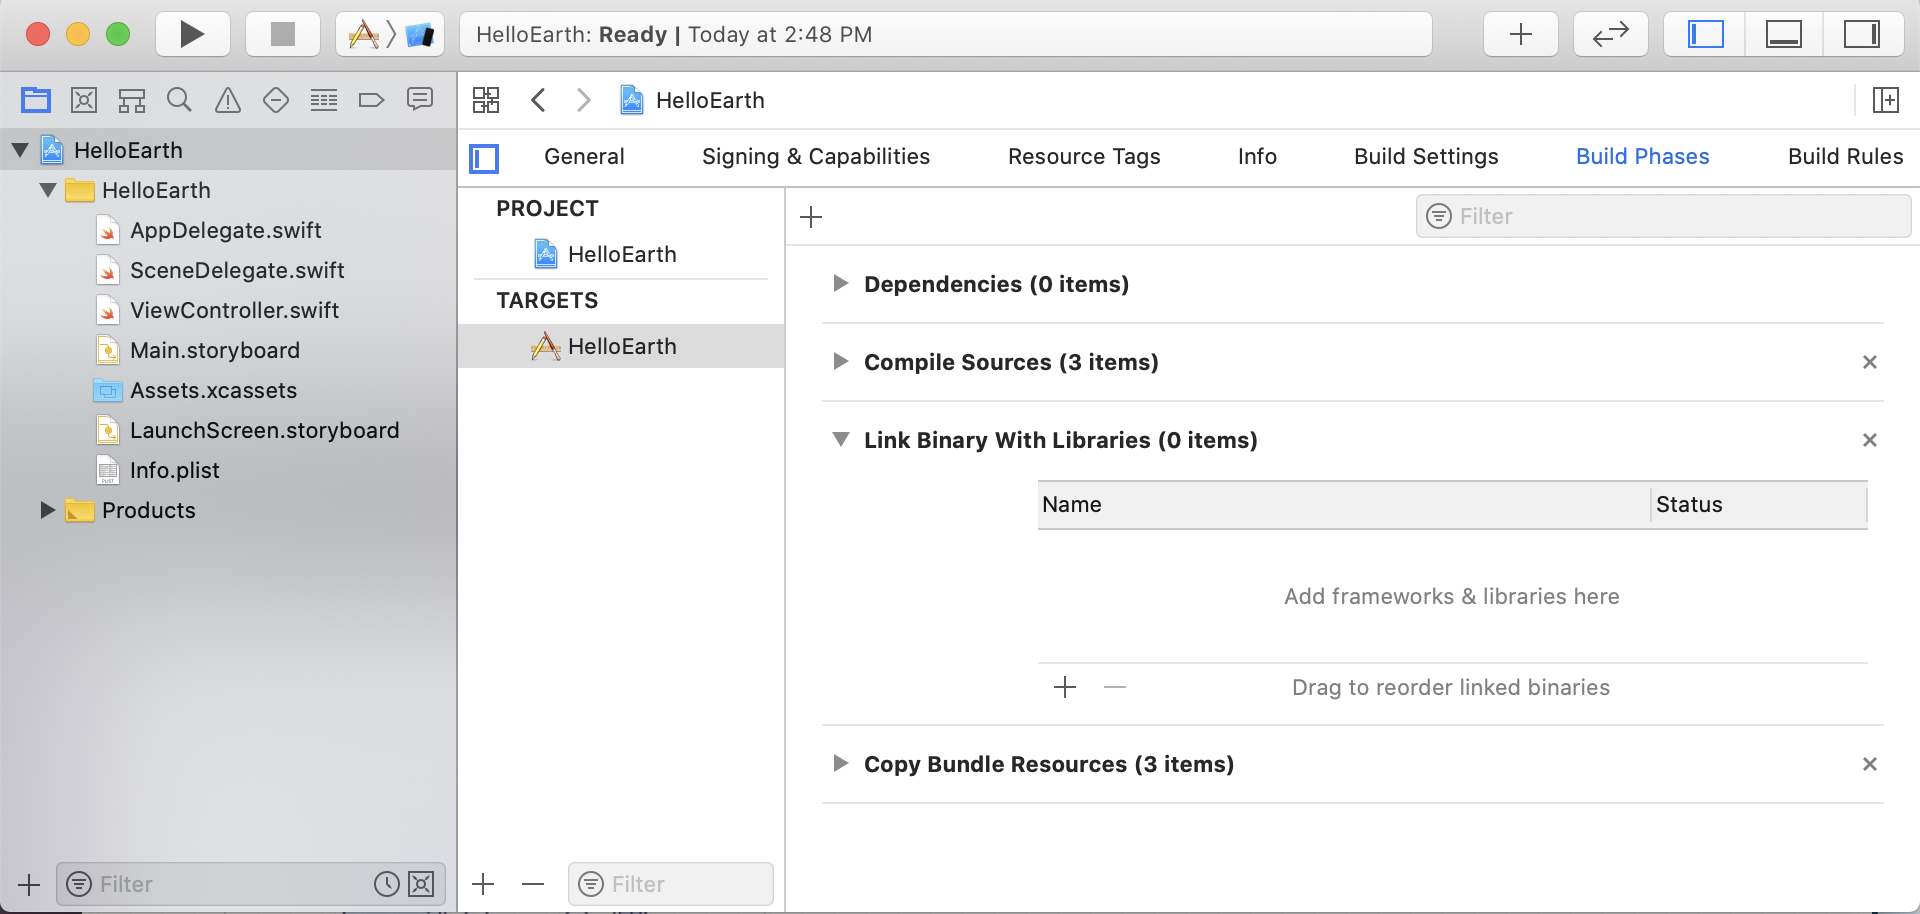 HelloEarth: Ready | Today at 2:48 PM
HelloEarth
HelloEarth
AppDelegate.swift
SceneDelegate.swift
ViewController.swift
Main.storyboard
Assets.xcassets
LaunchScreen.storyboard
Info.plist
Products
Filter
HelloEarth
General Signing & Capabilities Resource Tags Info Build Settings Build Phases Build Rules
PROJECT
HelloEarth
TARGETS
HelloEarth
Filter
Filter
Dependencies (0 items)
Compile Sources (3 items)
Link Binary With Libraries (0 items)
Name Status
Add frameworks & libraries here
Drag to reorder linked binaries
Copy Bundle Resources (3 items)